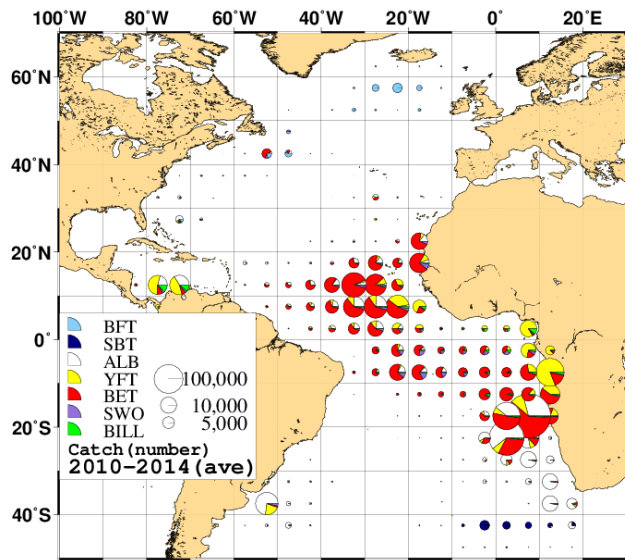 100°W 80°W 60°W 40°W 20°W 0° 20°E
60°N
40°N
20°N
0°
20°S
40°S
BFT
SBT
ALB
YFT
BET
SWO
BILL
100,000
10,000
5,000
Catch(number)
2010-2014(ave)